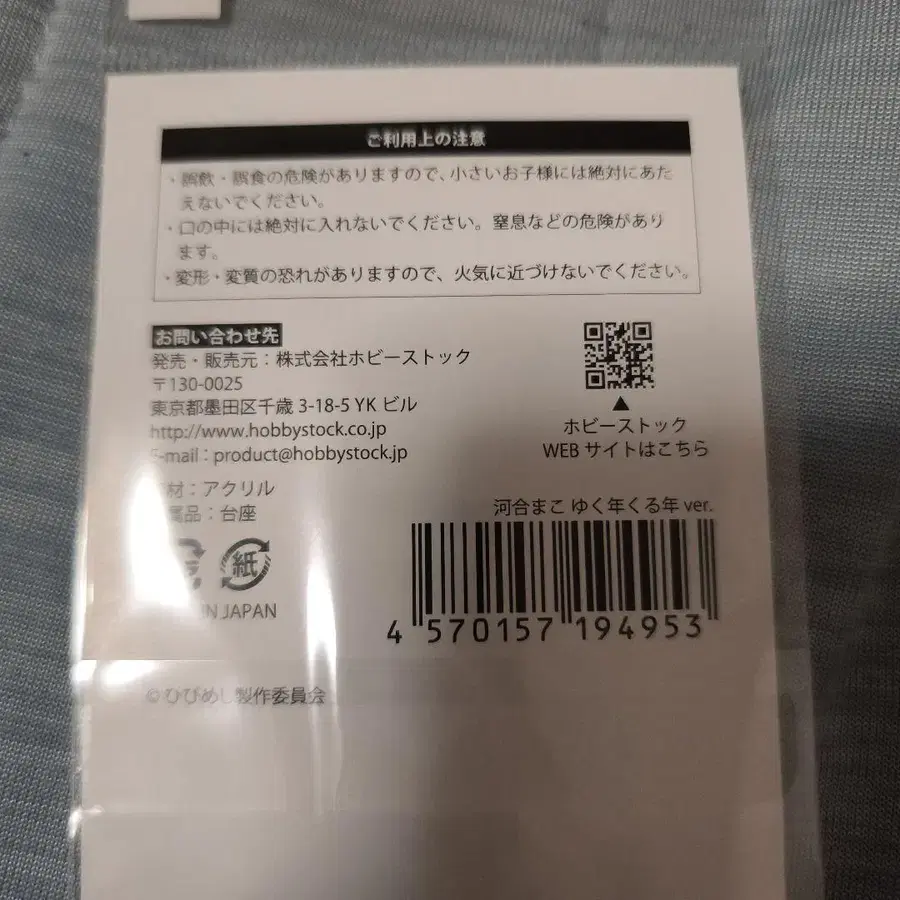 ご利用上の注意
・誤飲・誤食の危険がありますので、小さいお子様には絶対にあた
えないでください。
・口の中には絶対に入れないでください。窒息などの危険があり
ます。
・変形・変質の恐れがありますので、火気に近づけないでください。
お問い合わせ先
発売・販売元：株式会社ホビーストック
〒130-0025
東京都墨田区千歳 3-18-5 YK ビル
http://www.hobbystock.co.jp
E-mail：product@hobbystock.jp
ホビーストック
WEB サイトはこちら
材：アクリル
属品：台座
河合まこ ゆく年くる年 ver.
紙
IN JAPAN
4 570157 194953
© ひびめし製作委員会